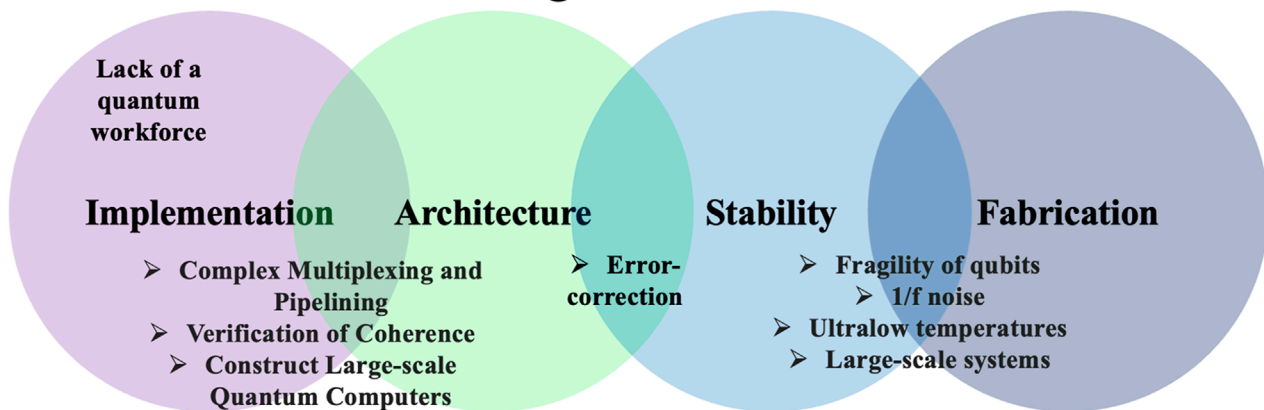 Lack of a
quantum
workforce
Implementation
Architecture
Stability
Fabrication
➢ Complex Multiplexing and
Pipelining
➢ Verification of Coherence
➢ Construct Large-scale
Quantum Computers
➢ Error-
correction
➢ Fragility of qubits
➢ 1/f noise
➢ Ultralow temperatures
➢ Large-scale systems